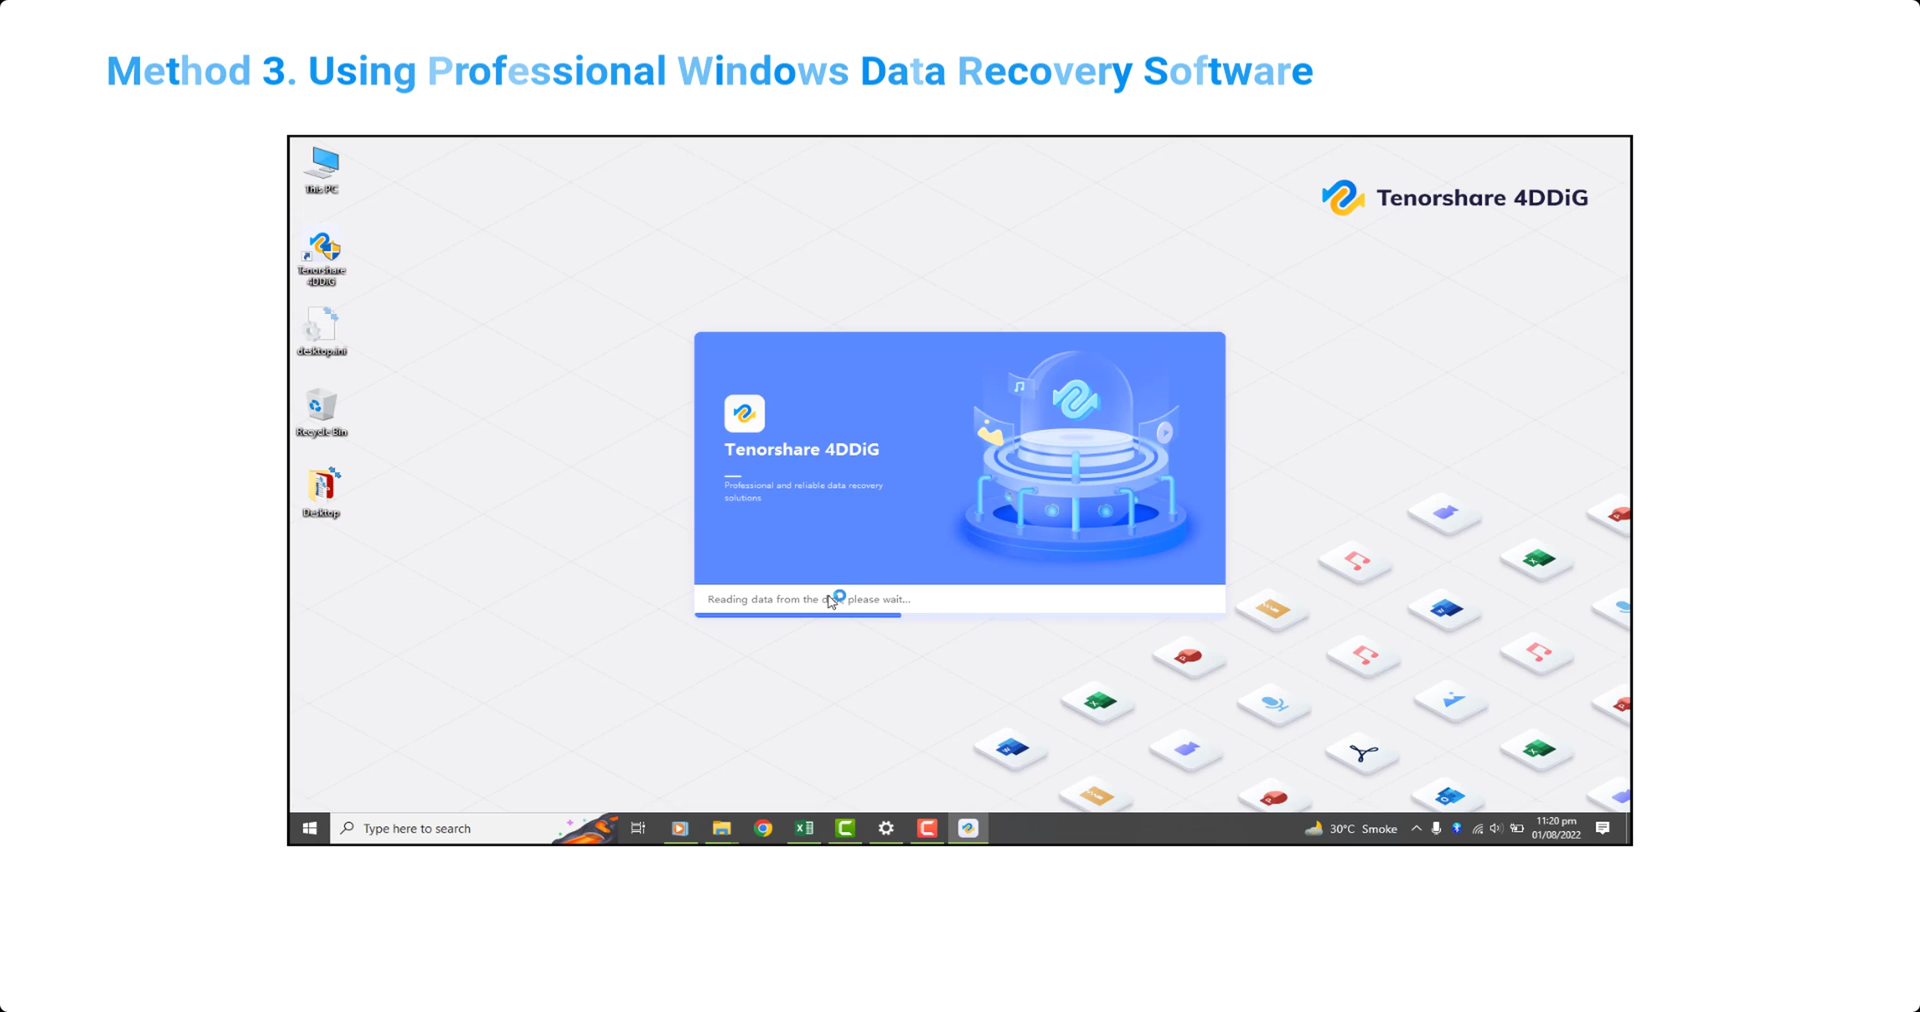 Method 3. Using Professional Windows Data Recovery Software
This PC
Tenorshare 4DDiG
Tenorshare
4DDiG
desktop.ini
Recycle Bin
Desktop
Tenorshare 4DDiG
Professional and reliable data recovery
solutions
Reading data from the please wait...
Type here to search
30°C Smoke
11:20 pm
01/08/2022